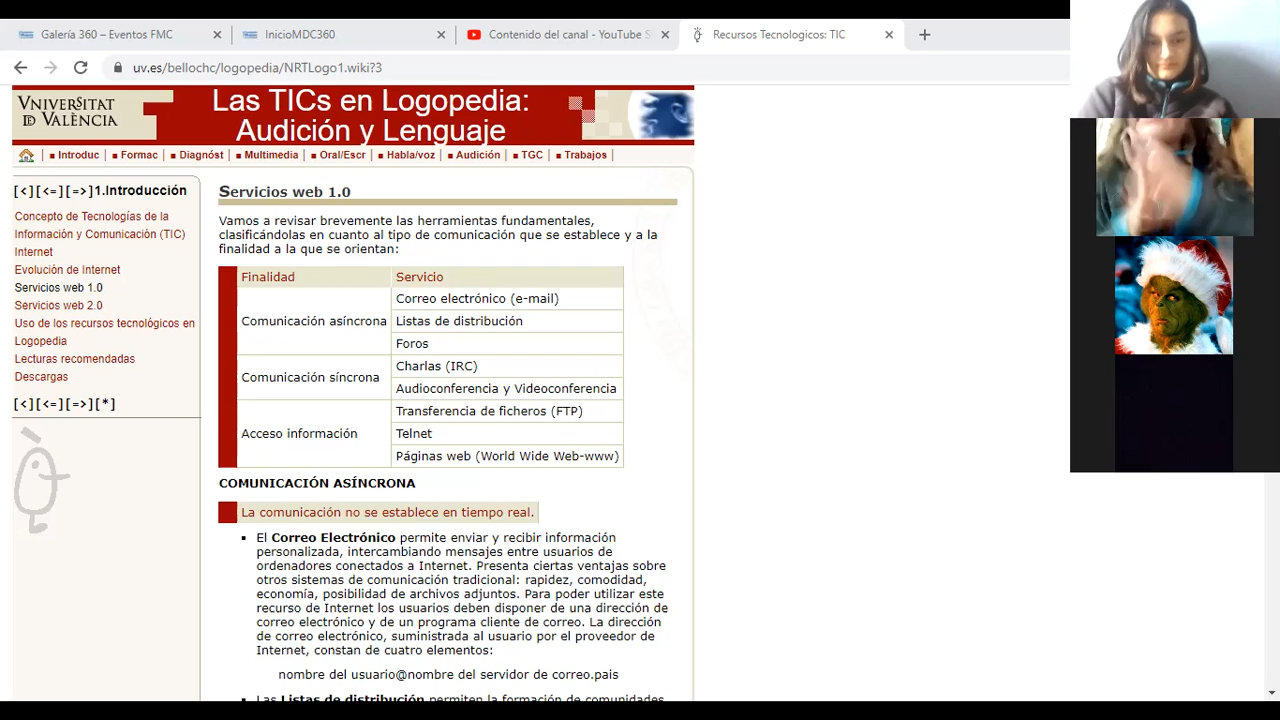 Galería 360 – Eventos FMC
InicioMDC360
Contenido del canal - YouTube S
Recursos Tecnologicos: TIC
uv.es/bellochc/logopedia/NRTLogo1.wiki?3
VNIVERSITAT
ID VALÈNCIA
Las TICs en Logopedia:
Audición y Lenguaje
Introduc | Formac | Diagnóst | Multimedia | Oral/Escr | Habla/voz | Audición | TGC | Trabajos |
[<][<=][=>]1.Introducción
Concepto de Tecnologías de la
Información y Comunicación (TIC)
Internet
Evolución de Internet
Servicios web 1.0
Servicios web 2.0
Uso de los recursos tecnológicos en
Logopedia
Lecturas recomendadas
Descargas
[<][<=][=>][*]
Servicios web 1.0
Vamos a revisar brevemente las herramientas fundamentales,
clasificándolas en cuanto al tipo de comunicación que se establece y a la
finalidad a la que se orientan:
Finalidad Servicio
Comunicación asíncrona
Correo electrónico (e-mail)
Listas de distribución
Foros
Comunicación síncrona
Charlas (IRC)
Audioconferencia y Videoconferencia
Acceso información
Transferencia de ficheros (FTP)
Telnet
Páginas web (World Wide Web-www)
COMUNICACIÓN ASÍNCRONA
La comunicación no se establece en tiempo real.
El Correo Electrónico permite enviar y recibir información
personalizada, intercambiando mensajes entre usuarios de
ordenadores conectados a Internet. Presenta ciertas ventajas sobre
otros sistemas de comunicación tradicional: rapidez, comodidad,
economía, posibilidad de archivos adjuntos. Para poder utilizar este
recurso de Internet los usuarios deben disponer de una dirección de
correo electrónico y de un programa cliente de correo. La dirección
de correo electrónico, suministrada al usuario por el proveedor de
Internet, constan de cuatro elementos:
nombre del usuario@nombre del servidor de correo.pais
Las Listas de distribución permiten la formación de comunidades